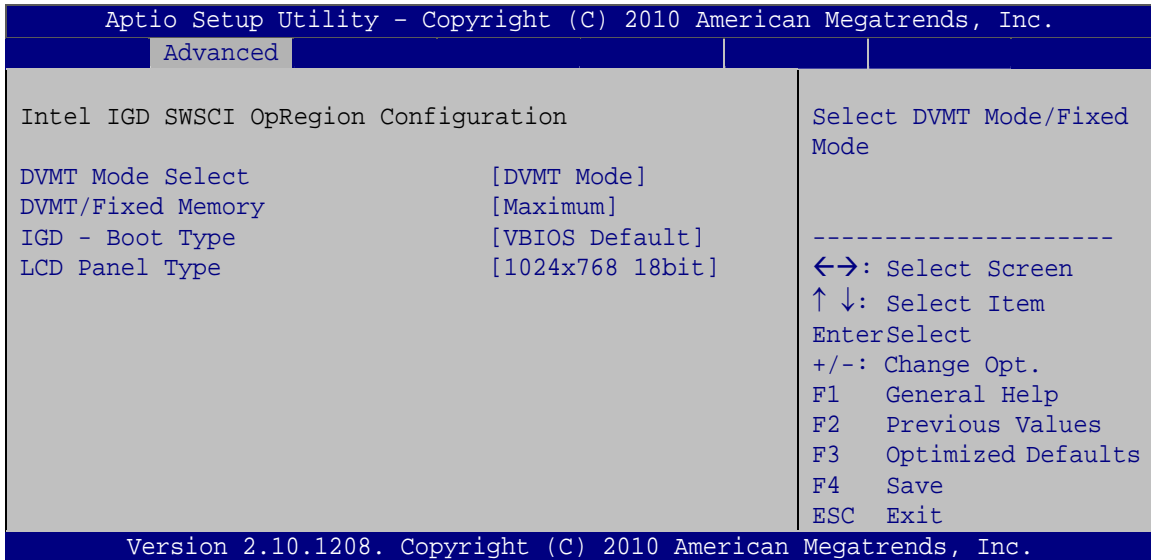 Aptio Setup Utility – Copyright (C) 2010 American Megatrends, Inc.
Advanced
Intel IGD SWSCI OpRegion Configuration
DVMT Mode Select [DVMT Mode]
DVMT/Fixed Memory [Maximum]
IGD - Boot Type [VBIOS Default]
LCD Panel Type [1024x768 18bit]
Select DVMT Mode/Fixed
Mode
---------------------
←→: Select Screen
↑ ↓: Select Item
EnterSelect
+/-: Change Opt.
F1 General Help
F2 Previous Values
F3 Optimized Defaults
F4 Save
ESC Exit
Version 2.10.1208. Copyright (C) 2010 American Megatrends, Inc.